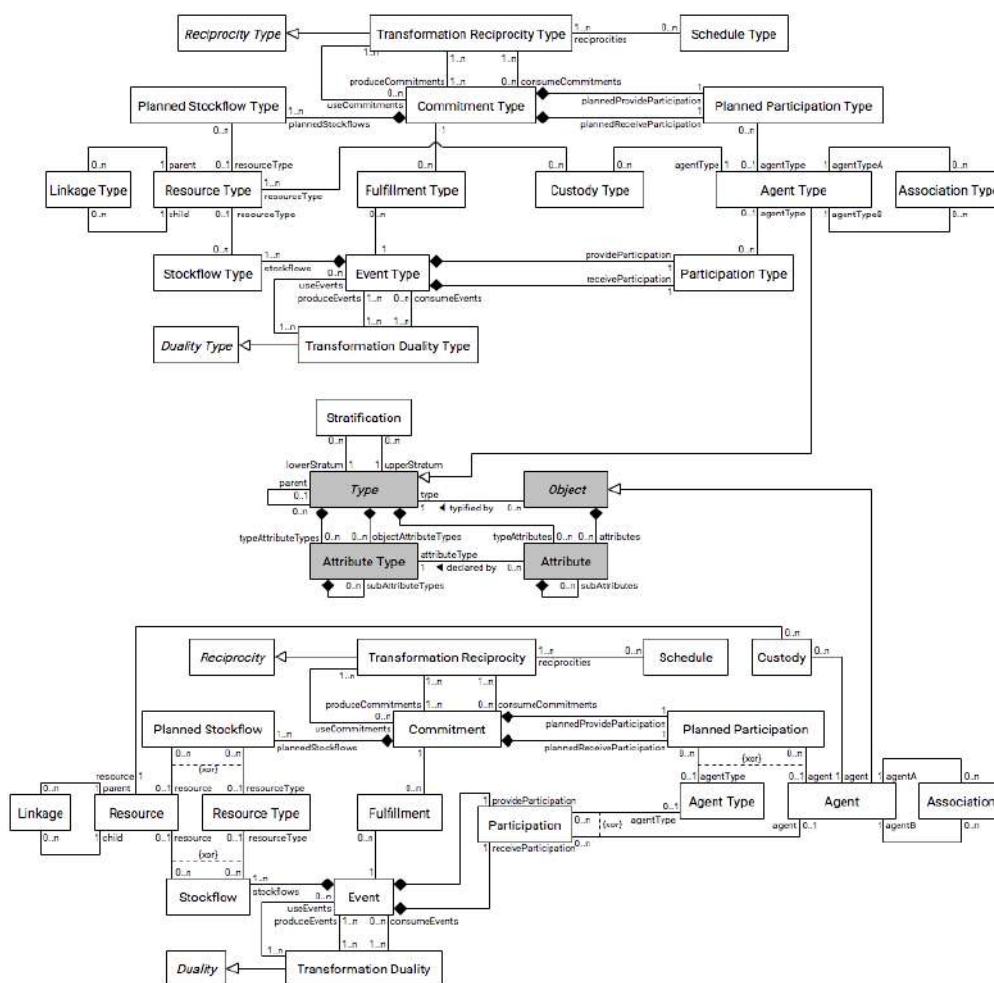 Reciprocity Type
Transformation Reciprocity Type
1..n
reciprocities
0..n
Schedule Type
1..n
1..n
1..n
produceCommitments
1..n
0..n
consumeCommitments
0..n
useCommitments
Planned Stockflow Type
1..n
plannedStockflows
Commitment Type
1
plannedProvideParticipation
1
plannedReceiveParticipation
Planned Participation Type
0..n
1
0..n
0..n
1
parent
0..1
resourceType
0..n
0..n
agentType
1
0..1
agentType
1
agentTypeA
0..n
Linkage Type
Resource Type
1..n
resourceType
Fulfillment Type
Custody Type
Agent Type
Association Type
0..n
1
child
0..1
resourceType
0..n
0..1
agentType
1
agentTypeB
0..n
0..n
1
0..n
Stockflow Type
1..n
stockflows
Event Type
provideParticipation
1
receiveParticipation
1
Participation Type
0..n
useEvents
produceEvents
1..n
0..n
consumeEvents
1..n
1..n
1..n
Duality Type
Transformation Duality Type
Stratification
0..n
0..n
lowerStratum
1
1
upperStratum
parent
0..1
0..n
Type
type
1
◄ typified by
0..n
Object
typeAttributeTypes
0..n
0..n
objectAttributeTypes
typeAttributes
0..n
0..n
attributes
Attribute Type
attributeType
1
◄ declared by
0..n
Attribute
0..n
subAttributeTypes
0..n
subAttributes
Reciprocity
Transformation Reciprocity
1..n
reciprocities
0..n
Schedule
0..n
Custody
0..n
1..n
1..n
1..n
produceCommitments
1..n
0..n
consumeCommitments
0..n
useCommitments
Planned Stockflow
1..n
plannedStockflows
Commitment
1
plannedProvideParticipation
1
plannedReceiveParticipation
Planned Participation
0..n
0..n
{xor}
1
0..n
0..n
{xor}
resource
1
0..n
1
parent
0..1
resource
0..1
resourceType
0..n
0..1
agentType
1
agent
1
agent
1
agentA
0..n
Linkage
Resource
Resource Type
Fulfillment
Agent Type
Agent
Association
0..n
1
child
0..1
resource
0..1
resourceType
0..n
1
provideParticipation
Participation
1
receiveParticipation
0..1
agentType
0..n
{xor}
0..n
agent
0..1
1
agentB
0..n
{xor}
0..n
0..n
1
Stockflow
1..n
stockflows
Event
0..n
useEvents
produceEvents
1..n
0..n
consumeEvents
1..n
1..n
1..n
Duality
Transformation Duality